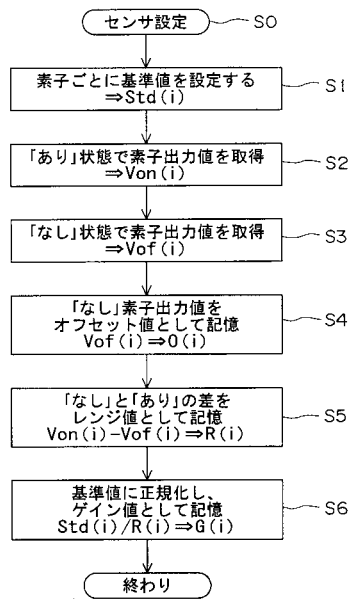 センサ設定
S0
素子ごとに基準値を設定する
⇒Std(i)
S1
「あり」状態で素子出力値を取得
⇒Von(i)
S2
「なし」状態で素子出力値を取得
⇒Vof(i)
S3
「なし」素子出力値を
オフセット値として記憶
Vof(i)⇒O(i)
S4
「なし」と「あり」の差を
レンジ値として記憶
Von(i)-Vof(i)⇒R(i)
S5
基準値に正規化し、
ゲイン値として記憶
Std(i)/R(i)⇒G(i)
S6
終わり